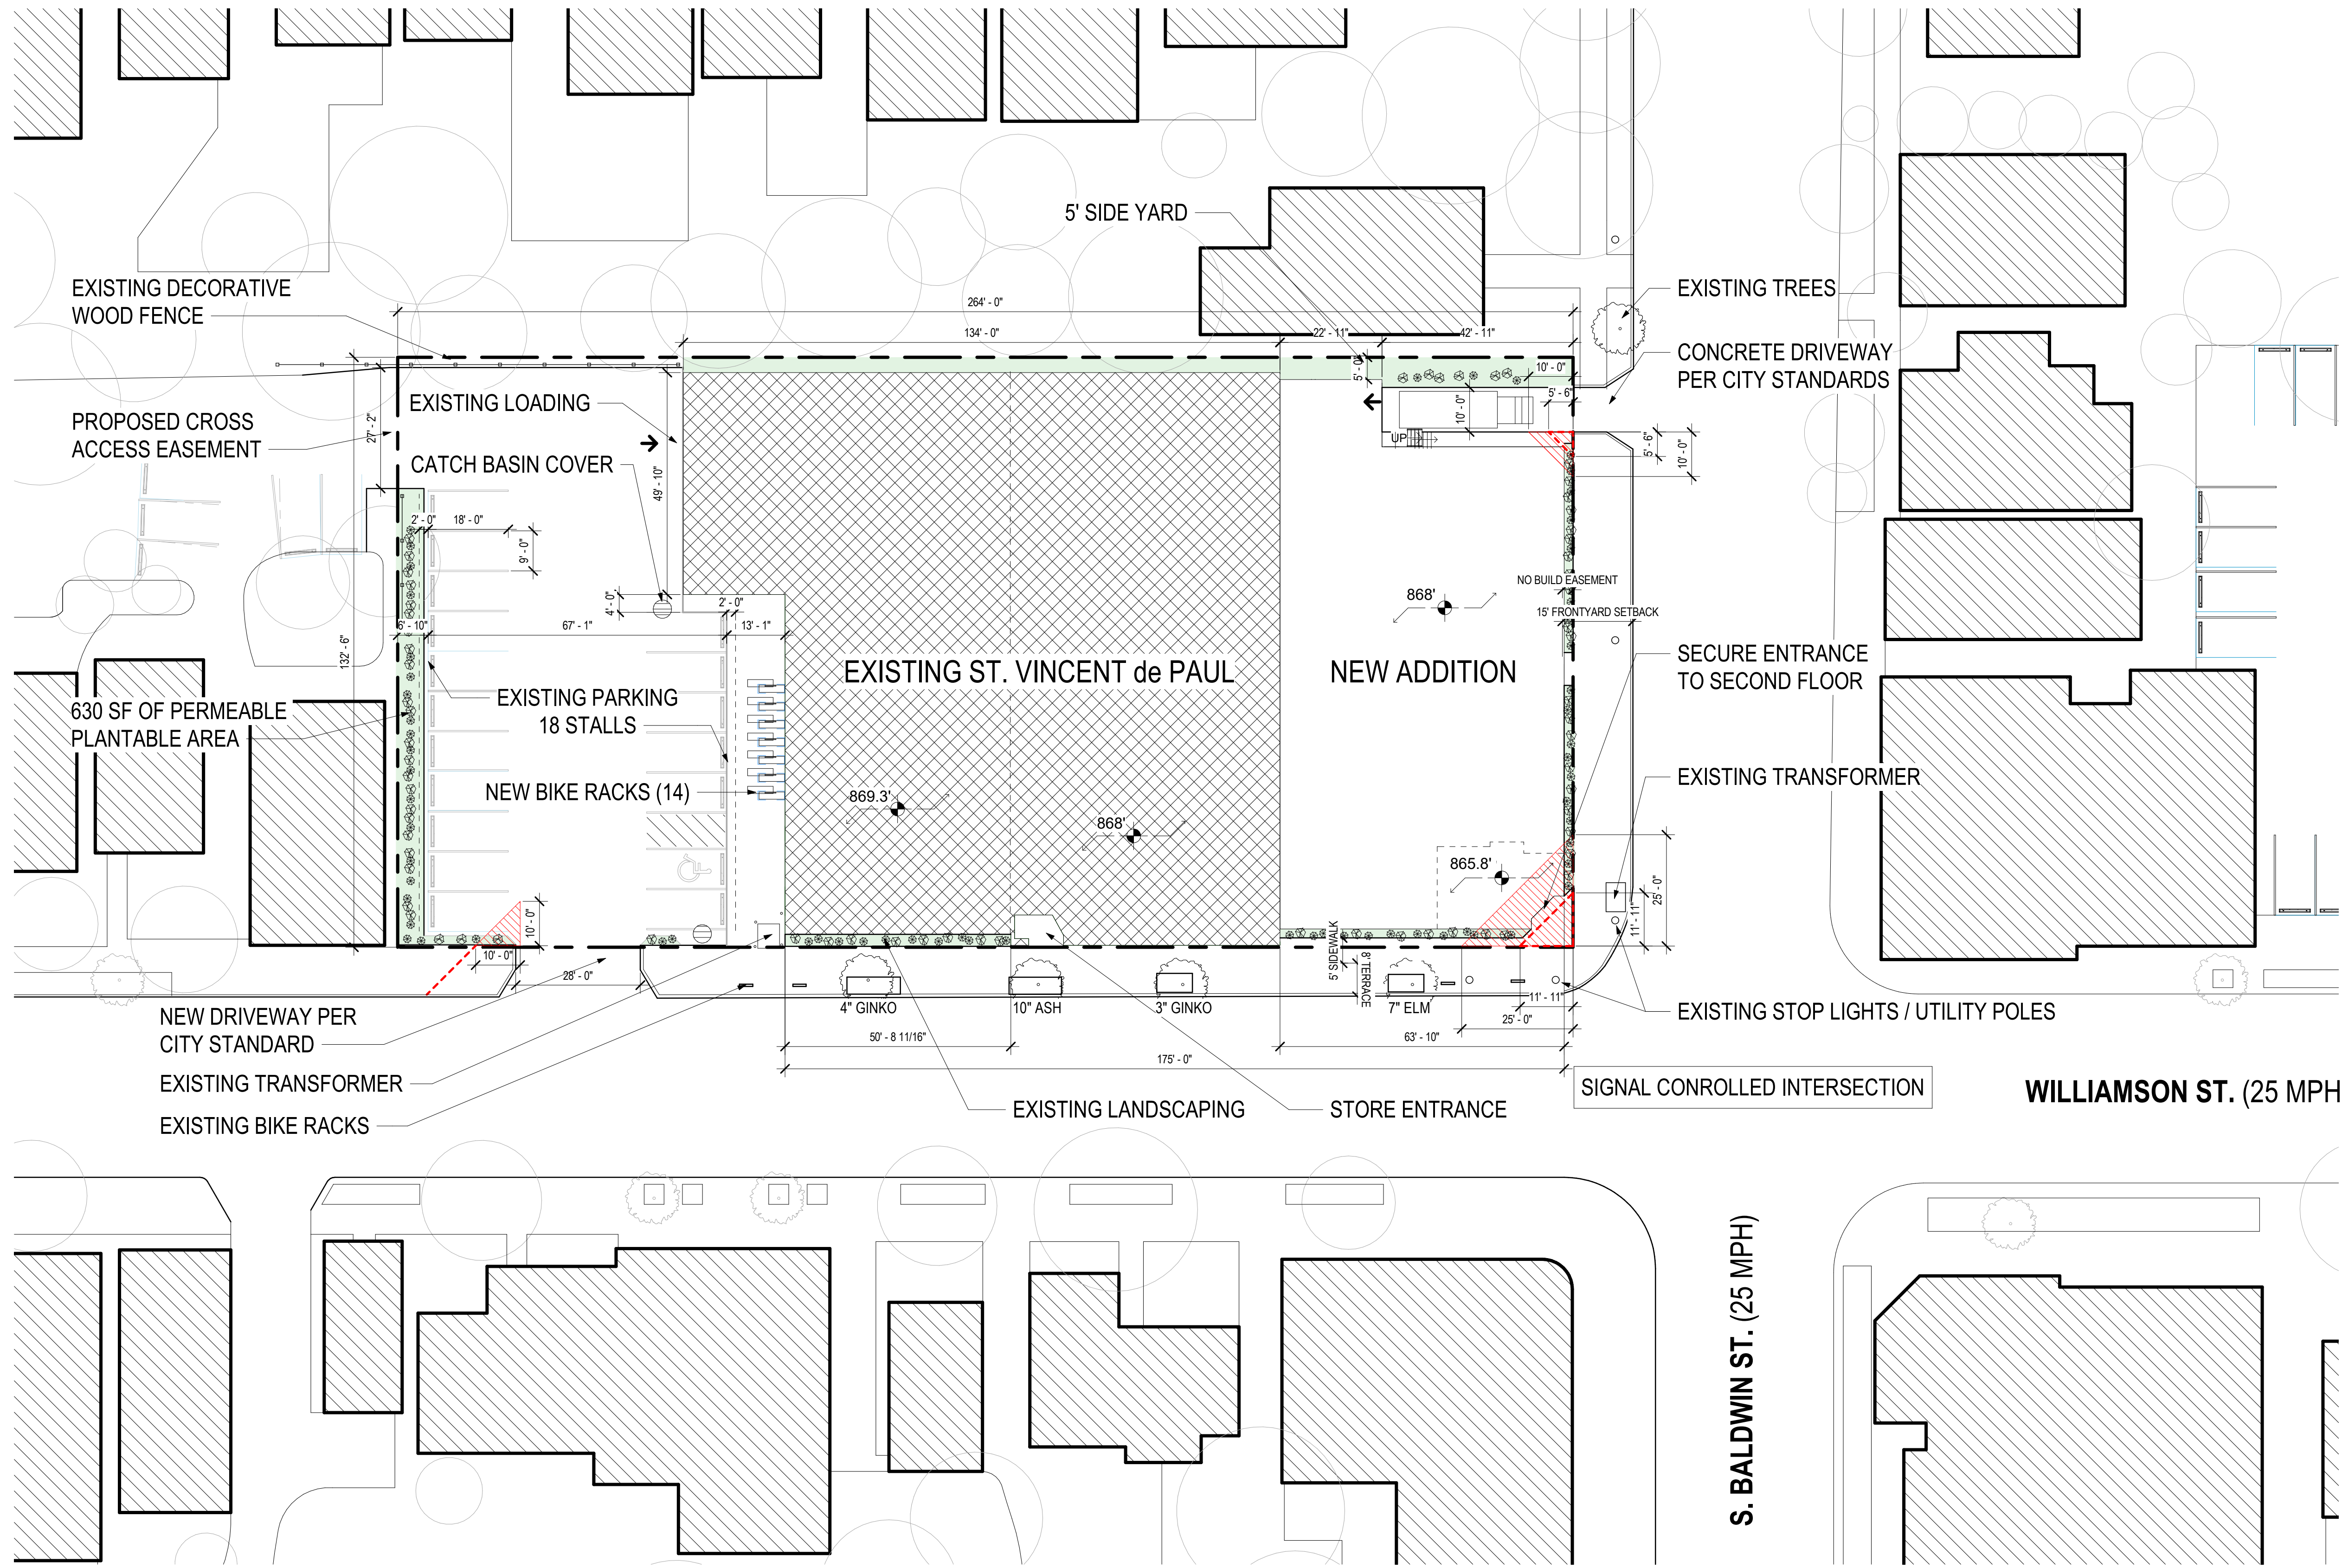 5' SIDE YARD
EXISTING DECORATIVE
WOOD FENCE
264' - 0"
EXISTING TREES
134' - 0"
22' - 11"
42' - 11"
CONCRETE DRIVEWAY
PER CITY STANDARDS
5' - 0"
10' - 0"
5' - 6"
EXISTING LOADING
10' - 0"
PROPOSED CROSS
ACCESS EASEMENT
27' - 2"
UP
5' - 6"
10' - 0"
CATCH BASIN COVER
49' - 10"
2' - 0"
18' - 0"
9' - 0"
NO BUILD EASEMENT
868'
4' - 0"
2' - 0"
15' FRONTYARD SETBACK
6' - 10"
67' - 1"
13' - 1"
132' - 6"
SECURE ENTRANCE
TO SECOND FLOOR
EXISTING ST. VINCENT de PAUL
NEW ADDITION
EXISTING PARKING
18 STALLS
630 SF OF PERMEABLE
PLANTABLE AREA
EXISTING TRANSFORMER
NEW BIKE RACKS (14)
869.3'
868'
865.8'
25' - 0"
11' - 11"
10' - 0"
10' - 0"
28' - 0"
5' SIDEWALK
8' TERRACE
4" GINKO
10" ASH
3" GINKO
7" ELM
11' - 11"
25' - 0"
EXISTING STOP LIGHTS / UTILITY POLES
NEW DRIVEWAY PER
CITY STANDARD
50' - 8 11/16"
63' - 10"
175' - 0"
EXISTING TRANSFORMER
SIGNAL CONROLLED INTERSECTION
WILLIAMSON ST. (25 MPH
EXISTING LANDSCAPING
STORE ENTRANCE
EXISTING BIKE RACKS
S. BALDWIN ST. (25 MPH)